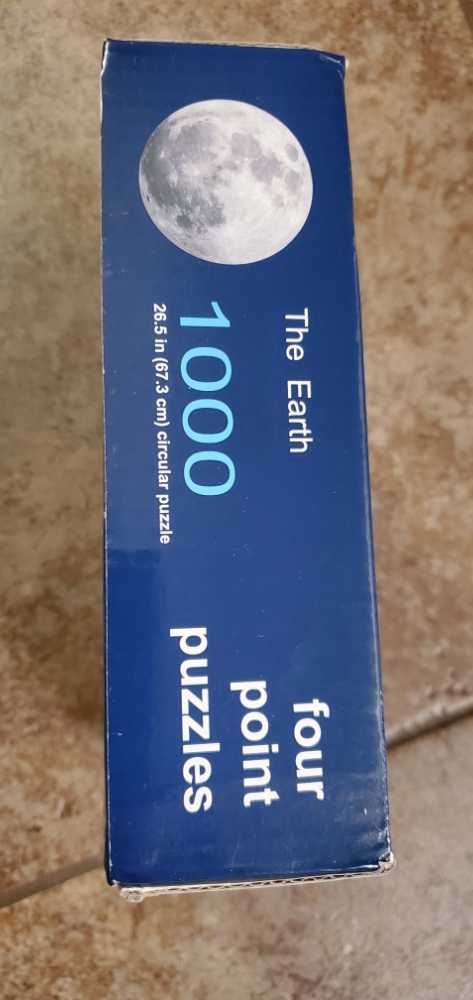 The Earth
1000
26.5 in (67.3 cm) circular puzzle
four
point
puzzles